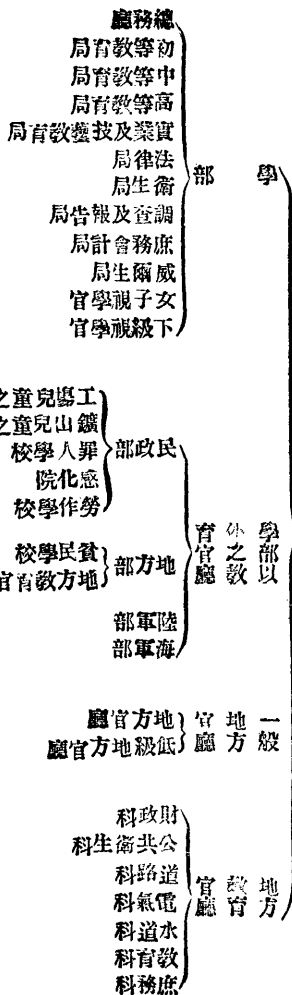 學部
總務廳
初等教育局
中等教育局
高等教育局
實業及技藝教育局
法律局
衛生局
調查及報告局
庶務會計局
威爾生局
女子視學官
下級視學官
學部以
外之教
育官廳
民政部
工塲兒童之
鑛山兒童之
罪人學校
感化院
勞作學校
地方部
貧民學校
地方教育官
陸軍部
海軍部
一般
地方
官廳
地方官廳
低級地方官廳
地方
教育
官廳
財政科
公共衛生科
道路科
電氣科
水道科
教育科
庶務科